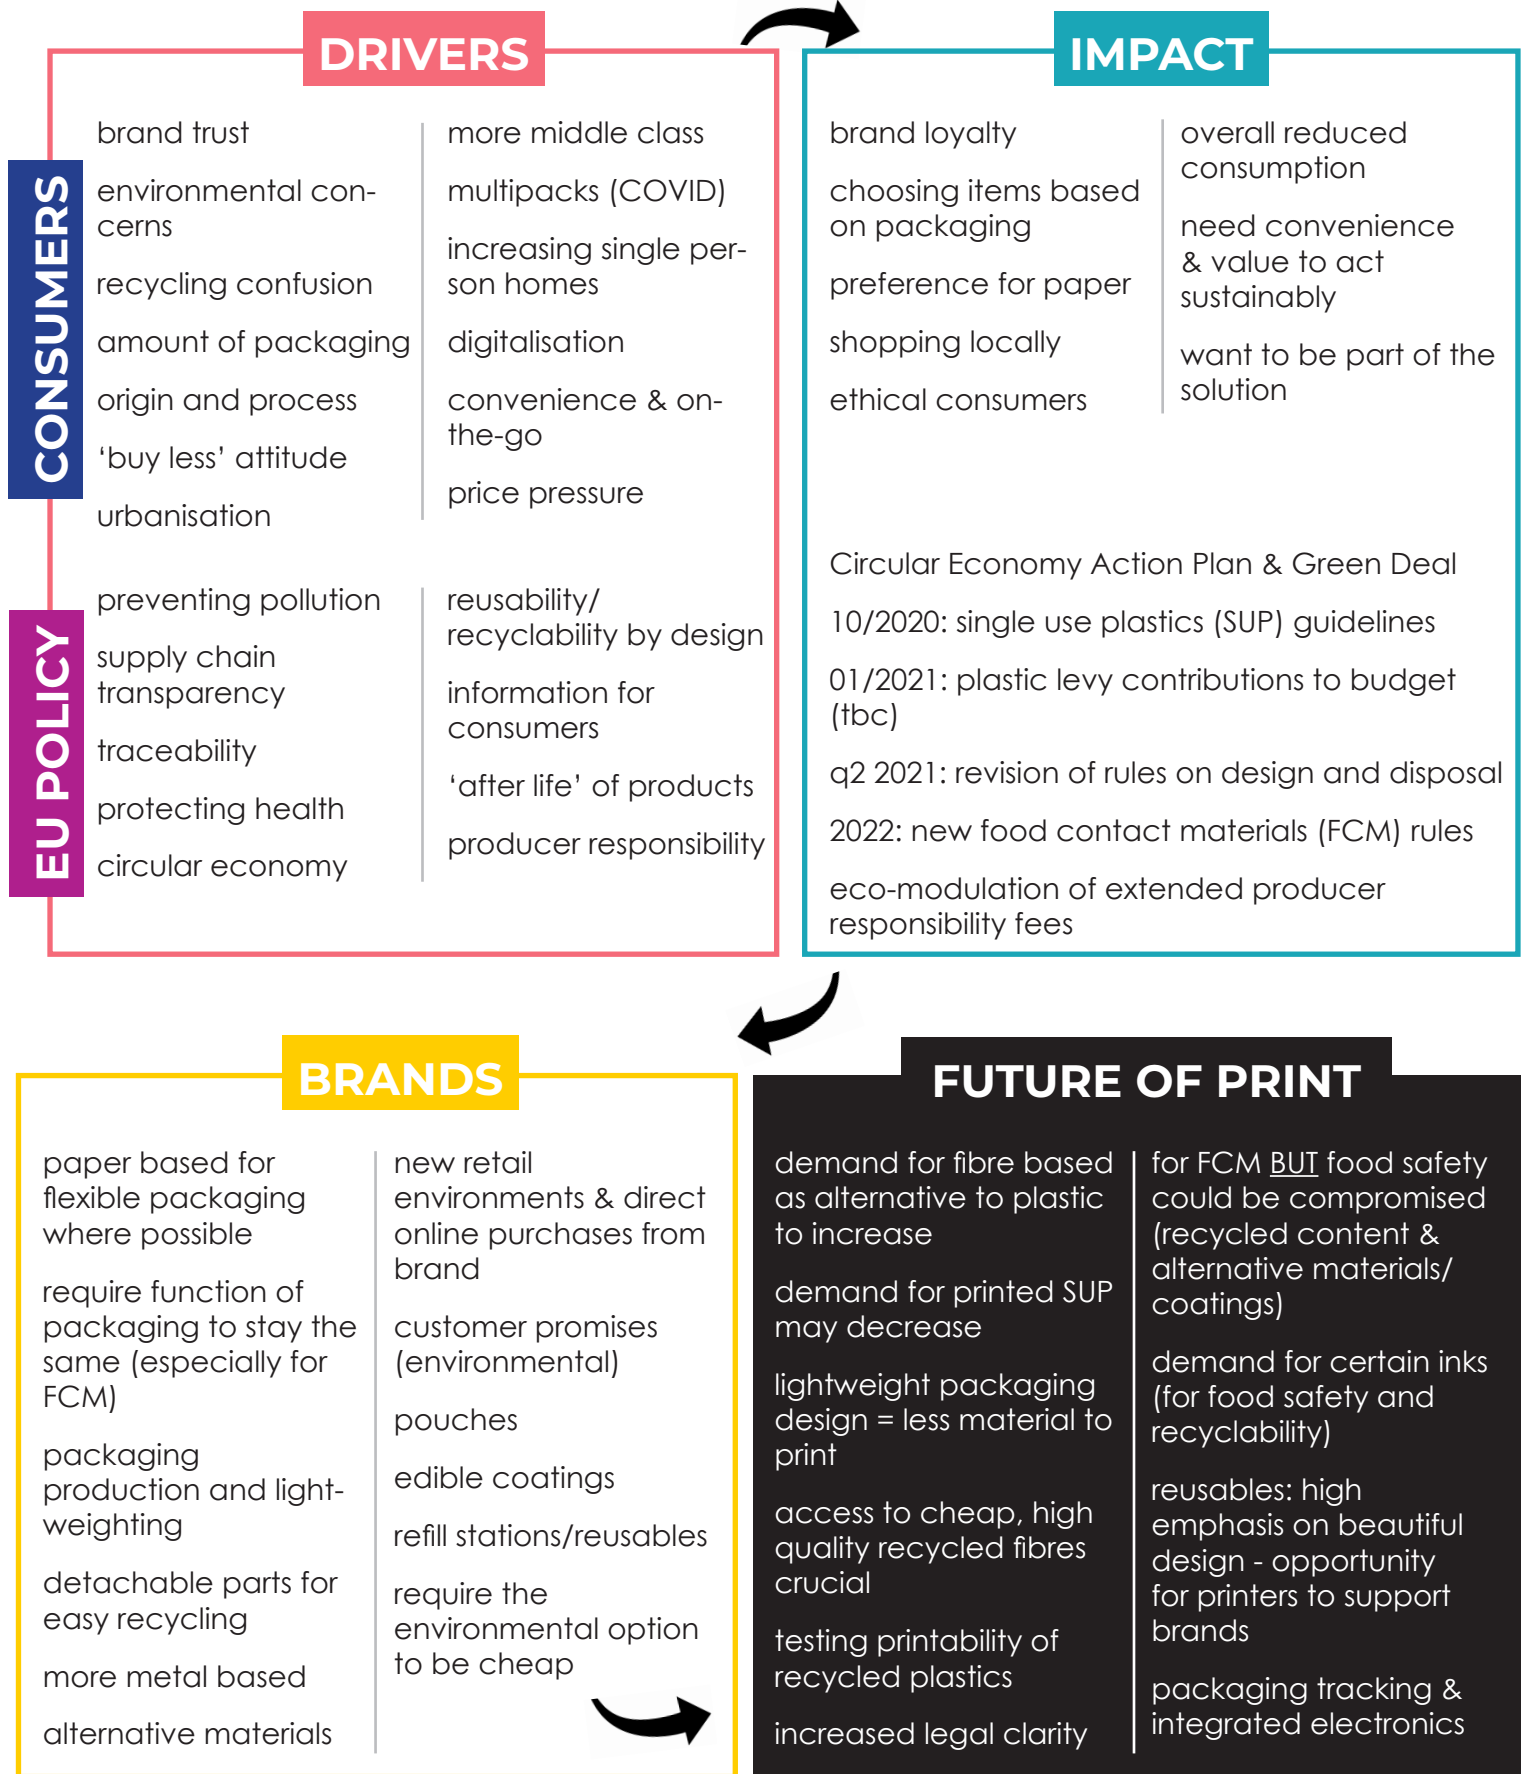 DRIVERS
CONSUMERS
brand trust
environmental con-
cerns
recycling confusion
amount of packaging
origin and process
‘buy less’ attitude
urbanisation
more middle class
multipacks (COVID)
increasing single per-
son homes
digitalisation
convenience & on-
the-go
price pressure
EU POLICY
preventing pollution
supply chain
transparency
traceability
protecting health
circular economy
reusability/
recyclability by design
information for
consumers
‘after life’ of products
producer responsibility
IMPACT
brand loyalty
choosing items based
on packaging
preference for paper
shopping locally
ethical consumers
overall reduced
consumption
need convenience
& value to act
sustainably
want to be part of the
solution
Circular Economy Action Plan & Green Deal
10/2020: single use plastics (SUP) guidelines
01/2021: plastic levy contributions to budget
(tbc)
q2 2021: revision of rules on design and disposal
2022: new food contact materials (FCM) rules
eco-modulation of extended producer
responsibility fees
BRANDS
paper based for
flexible packaging
where possible
require function of
packaging to stay the
same (especially for
FCM)
packaging
production and light-
weighting
detachable parts for
easy recycling
more metal based
alternative materials
new retail
environments & direct
online purchases from
brand
customer promises
(environmental)
pouches
edible coatings
refill stations/reusables
require the
environmental option
to be cheap
FUTURE OF PRINT
demand for fibre based
as alternative to plastic
to increase
demand for printed SUP
may decrease
lightweight packaging
design = less material to
print
access to cheap, high
quality recycled fibres
crucial
testing printability of
recycled plastics
increased legal clarity
for FCM BUT food safety
could be compromised
(recycled content &
alternative materials/
coatings)
demand for certain inks
(for food safety and
recyclability)
reusables: high
emphasis on beautiful
design - opportunity
for printers to support
brands
packaging tracking &
integrated electronics